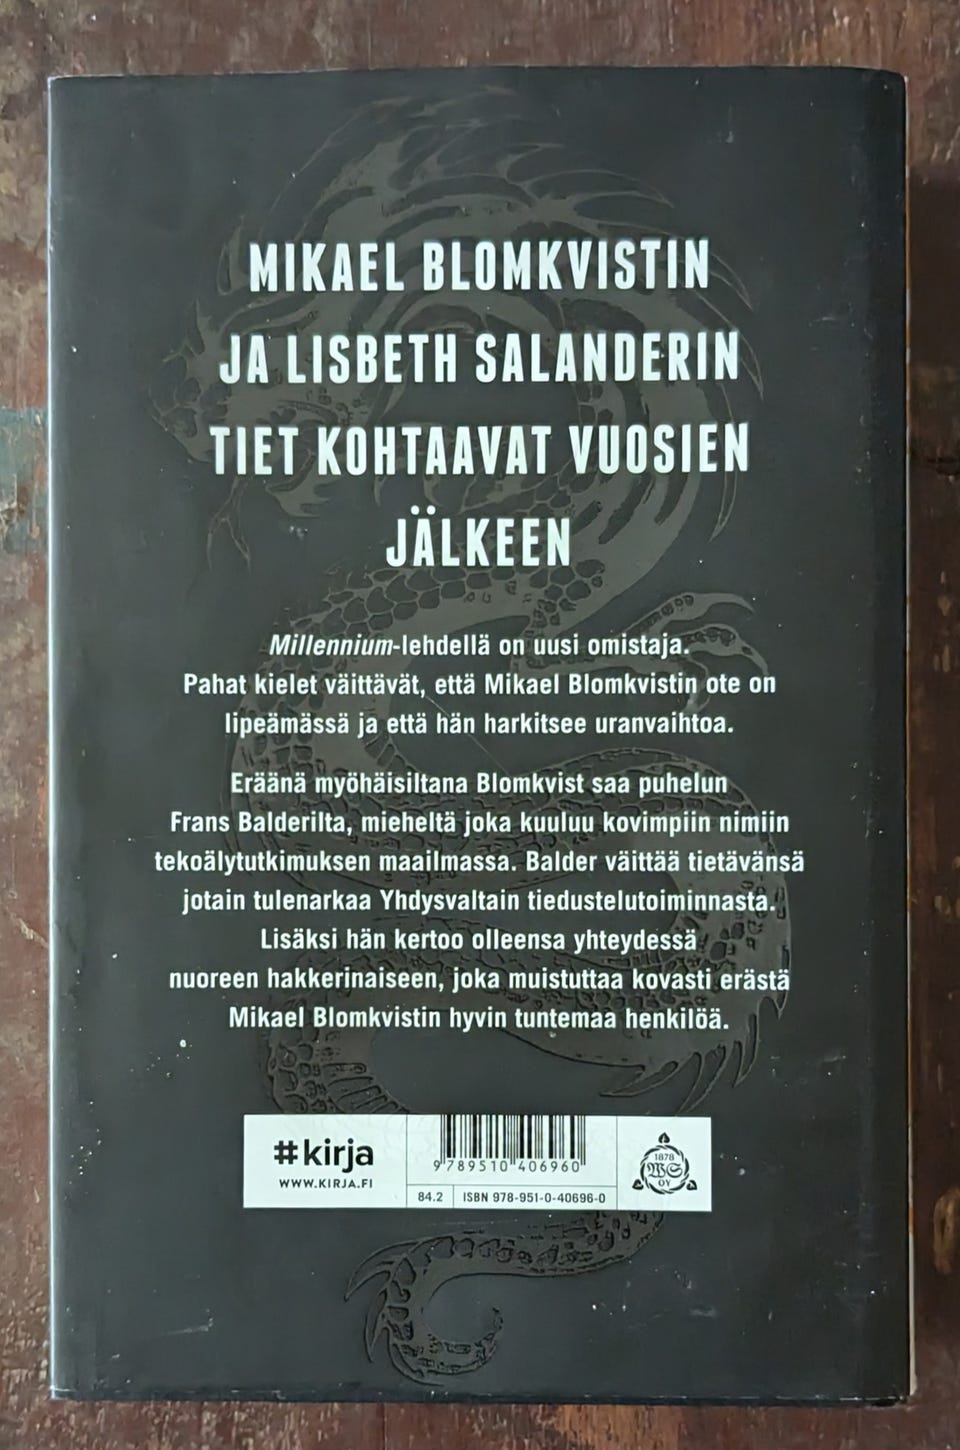 MIKAEL BLOMKVISTIN
JA LISBETH SALANDERIN
TIET KOHTAAVAT VUOSIEN
JÄLKEEN
Millennium-lehdellä on uusi omistaja.
Pahat kielet väittävät, että Mikael Blomkvistin ote on
lipeämässä ja että hän harkitsee uranvaihtoa.
Eräänä myöhäisiltana Blomkvist saa puhelun
Frans Balderilta, mieheltä joka kuuluu kovimpiin nimiin
tekoälytutkimuksen maailmassa. Balder väittää tietävänsä
jotain tulenarkaa Yhdysvaltain tiedustelutoiminnasta.
Lisäksi hän kertoo olleensa yhteydessä
nuoreen hakkerinaiseen, joka muistuttaa kovasti erästä
Mikael Blomkvistin hyvin tuntemaa henkilöä.
#kirja
WWW.KIRJA.FI
9 789510 406960
84.2 ISBN 978-951-0-40696-0
1878
WS
OY